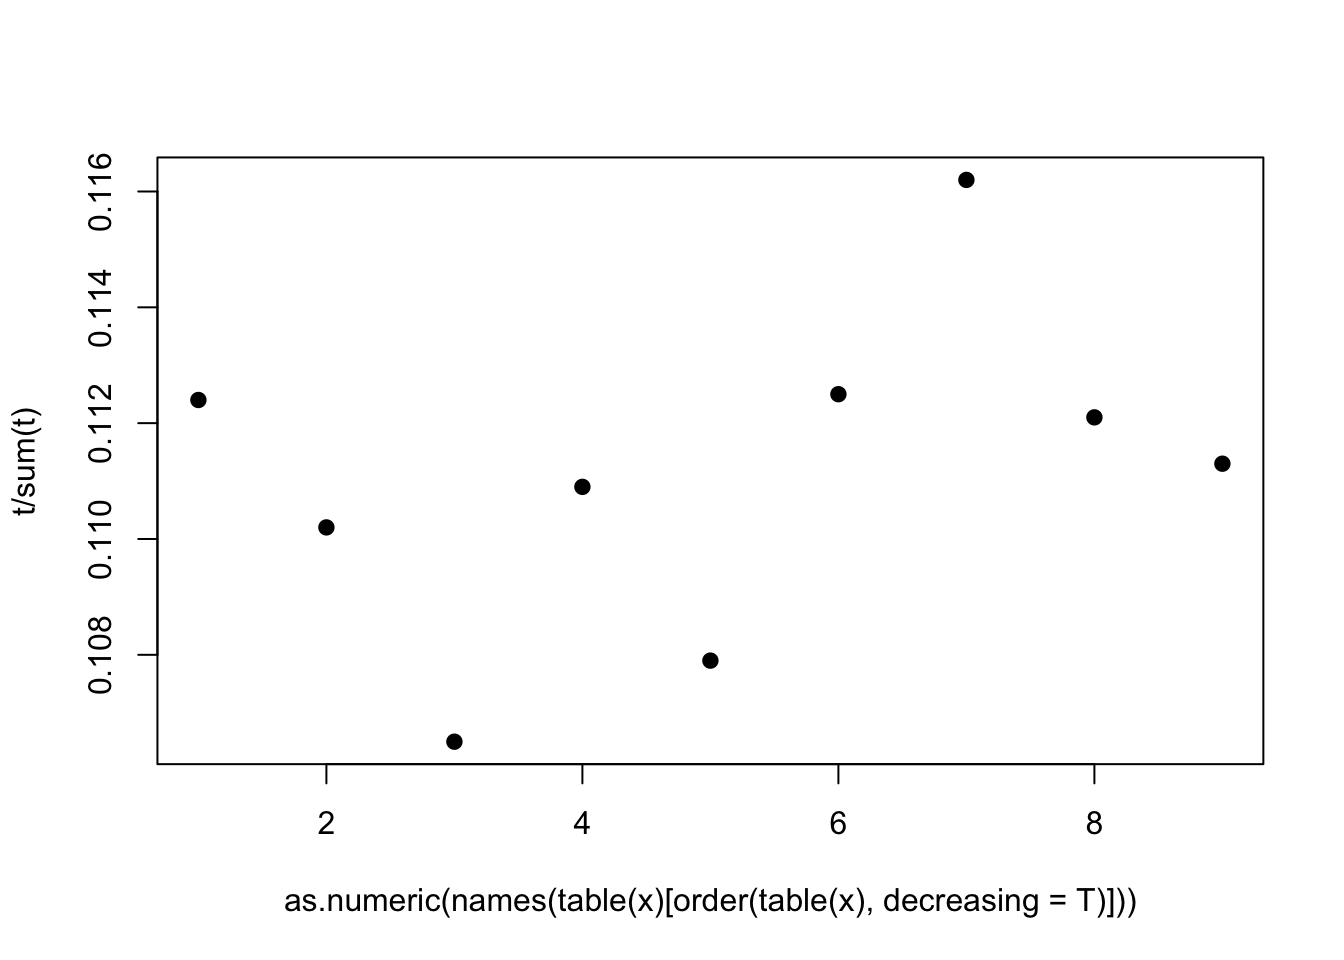 0.116
0.114
0.112
0.110
0.108
t/sum(t)
2 4 6 8
as.numeric(names(table(x)[order(table(x), decreasing = T)]))